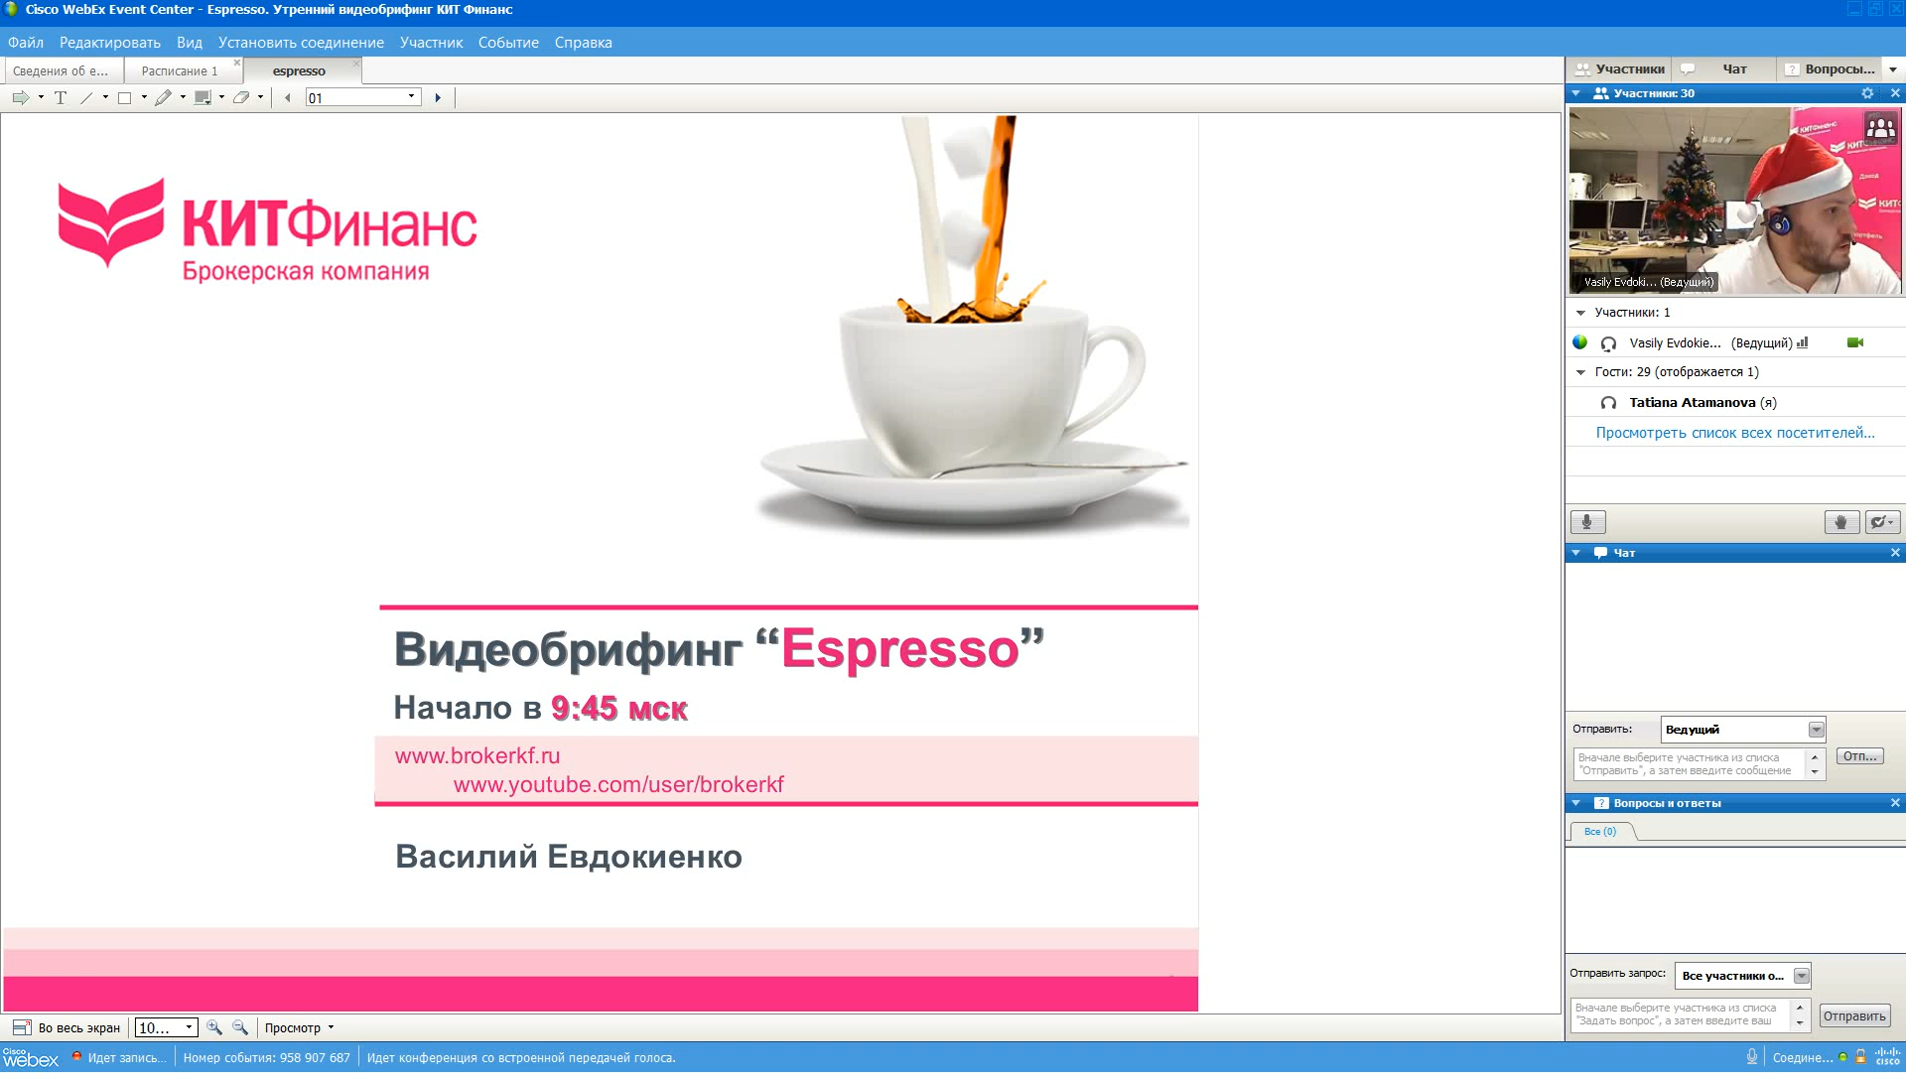 Cisco WebEx Event Center - Espresso. Утренний видеобрифинг КИТ Финанс
Файл Редактировать Вид Установить соединение Участник Событие Справка
Сведения об е... Расписание 1 espresso
01
КИТФинанс
Брокерская компания
Видеобрифинг “Espresso”
Начало в 9:45 мск
www.brokerkf.ru
www.youtube.com/user/brokerkf
Василий Евдокиенко
Во весь экран 10... Просмотр
Участники Чат Вопросы...
Участники: 30
Vasily Evdoki... (Ведущий)
Участники: 1
Vasily Evdokie... (Ведущий)
Гости: 29 (отображается 1)
Tatiana Atamanova (я)
Просмотреть список всех посетителей...
Чат
Отправить: Ведущий
Вначале выберите участника из списка
"Отправить", а затем введите сообщение
Отп...
Вопросы и ответы
Все (0)
Отправить запрос: Все участники о...
Вначале выберите участника из списка
"Задать вопрос", а затем введите ваш
Отправить
Cisco webex Идет запись... Номер события: 958 907 687 Идет конференция со встроенной передачей голоса. Соедине... CISCO